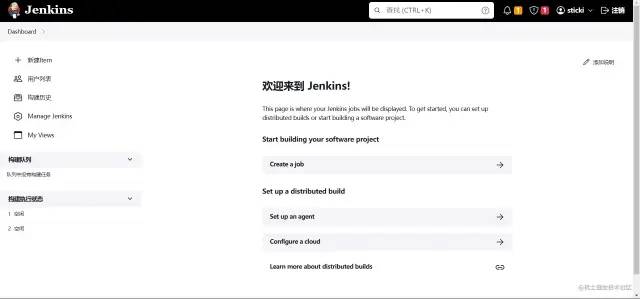 Jenkins
查找 (CTRL+K)
1
1
sticki
注销
Dashboard
新建Item
添加说明
用户列表
欢迎来到 Jenkins!
构建历史
This page is where your Jenkins jobs will be displayed. To get started, you can set up
distributed builds or start building a software project.
Manage Jenkins
My Views
Start building your software project
构建队列
Create a job
队列中没有构建任务
Set up a distributed build
构建执行状态
1 空闲
Set up an agent
2 空闲
Configure a cloud
Learn more about distributed builds
@稀土掘金技术社区